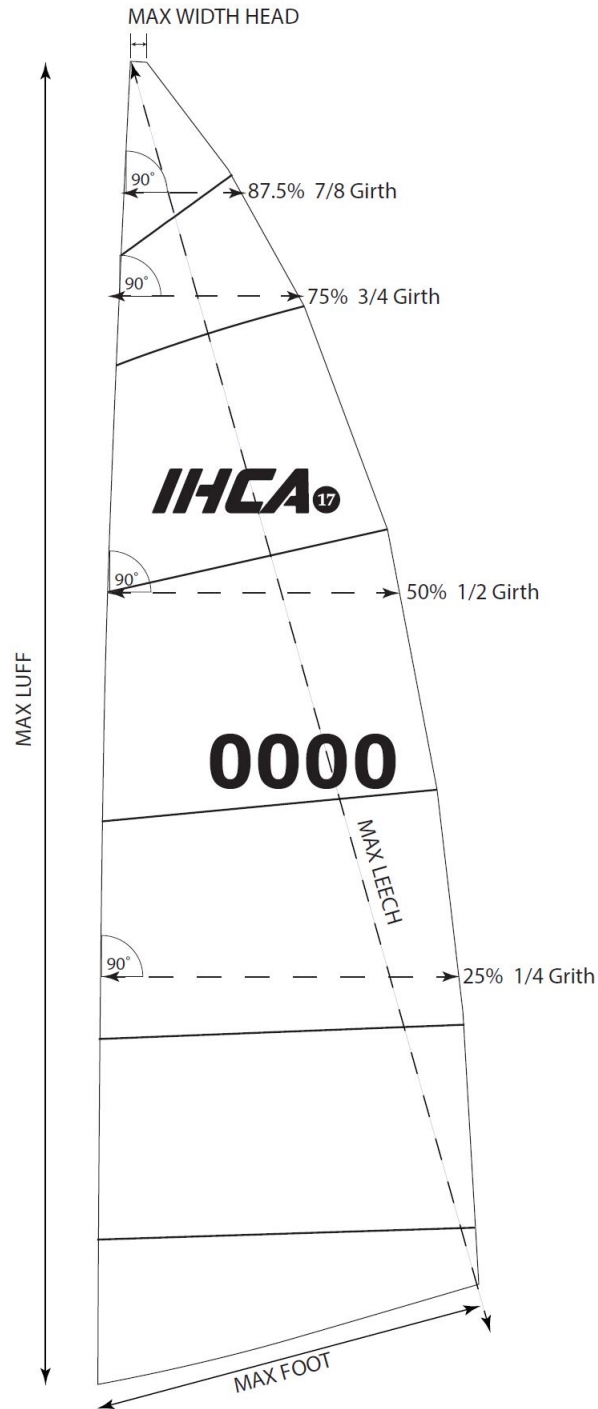 MAX WIDTH HEAD
90°
87.5% 7/8 Girth
90°
75% 3/4 Girth
IHCA 17
90°
50% 1/2 Girth
MAX LUFF
0000
MAX LEECH
90°
25% 1/4 Grith
MAX FOOT